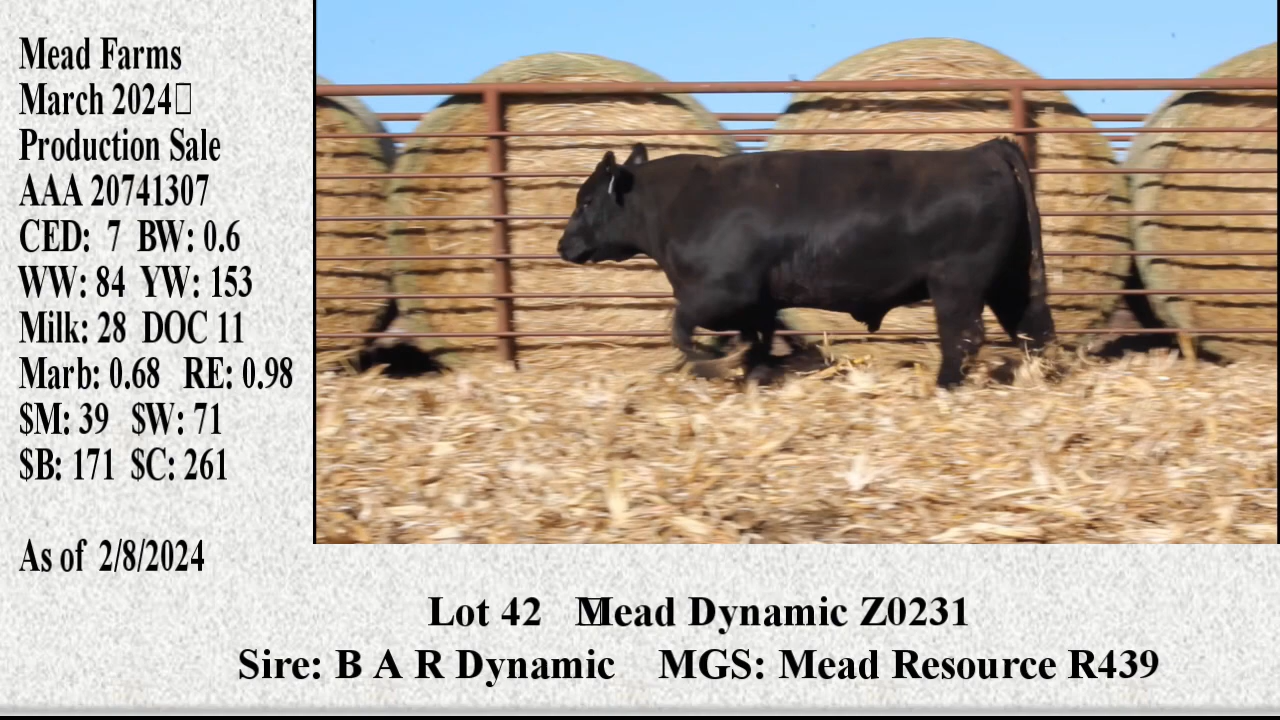 Mead Farms
March 2024
Production Sale
AAA 20741307
CED: 7 BW: 0.6
WW: 84 YW: 153
Milk: 28 DOC 11
Marb: 0.68 RE: 0.98
$M: 39 $W: 71
$B: 171 $C: 261
As of 2/8/2024
Lot 42 Mead Dynamic Z0231
Sire: B A R Dynamic MGS: Mead Resource R439